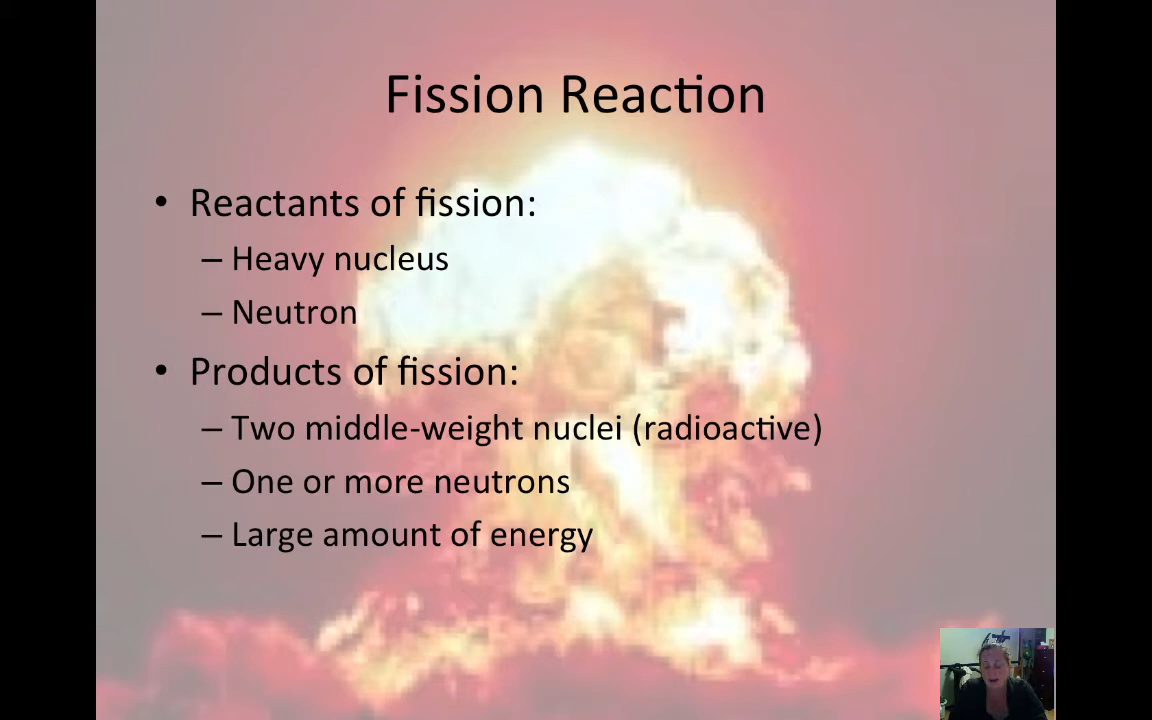 Fission Reaction
• Reactants of fission:
– Heavy nucleus
– Neutron
• Products of fission:
– Two middle-weight nuclei (radioactive)
– One or more neutrons
– Large amount of energy